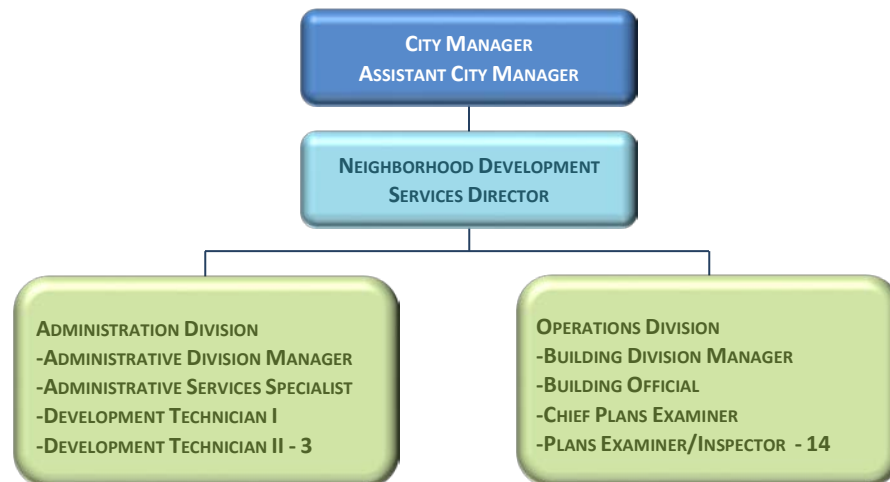 City Manager
Assistant City Manager
Neighborhood Development
Services Director
Administration Division
-Administrative Division Manager
-Administrative Services Specialist
-Development Technician I
-Development Technician II - 3
Operations Division
-Building Division Manager
-Building Official
-Chief Plans Examiner
-Plans Examiner/Inspector - 14